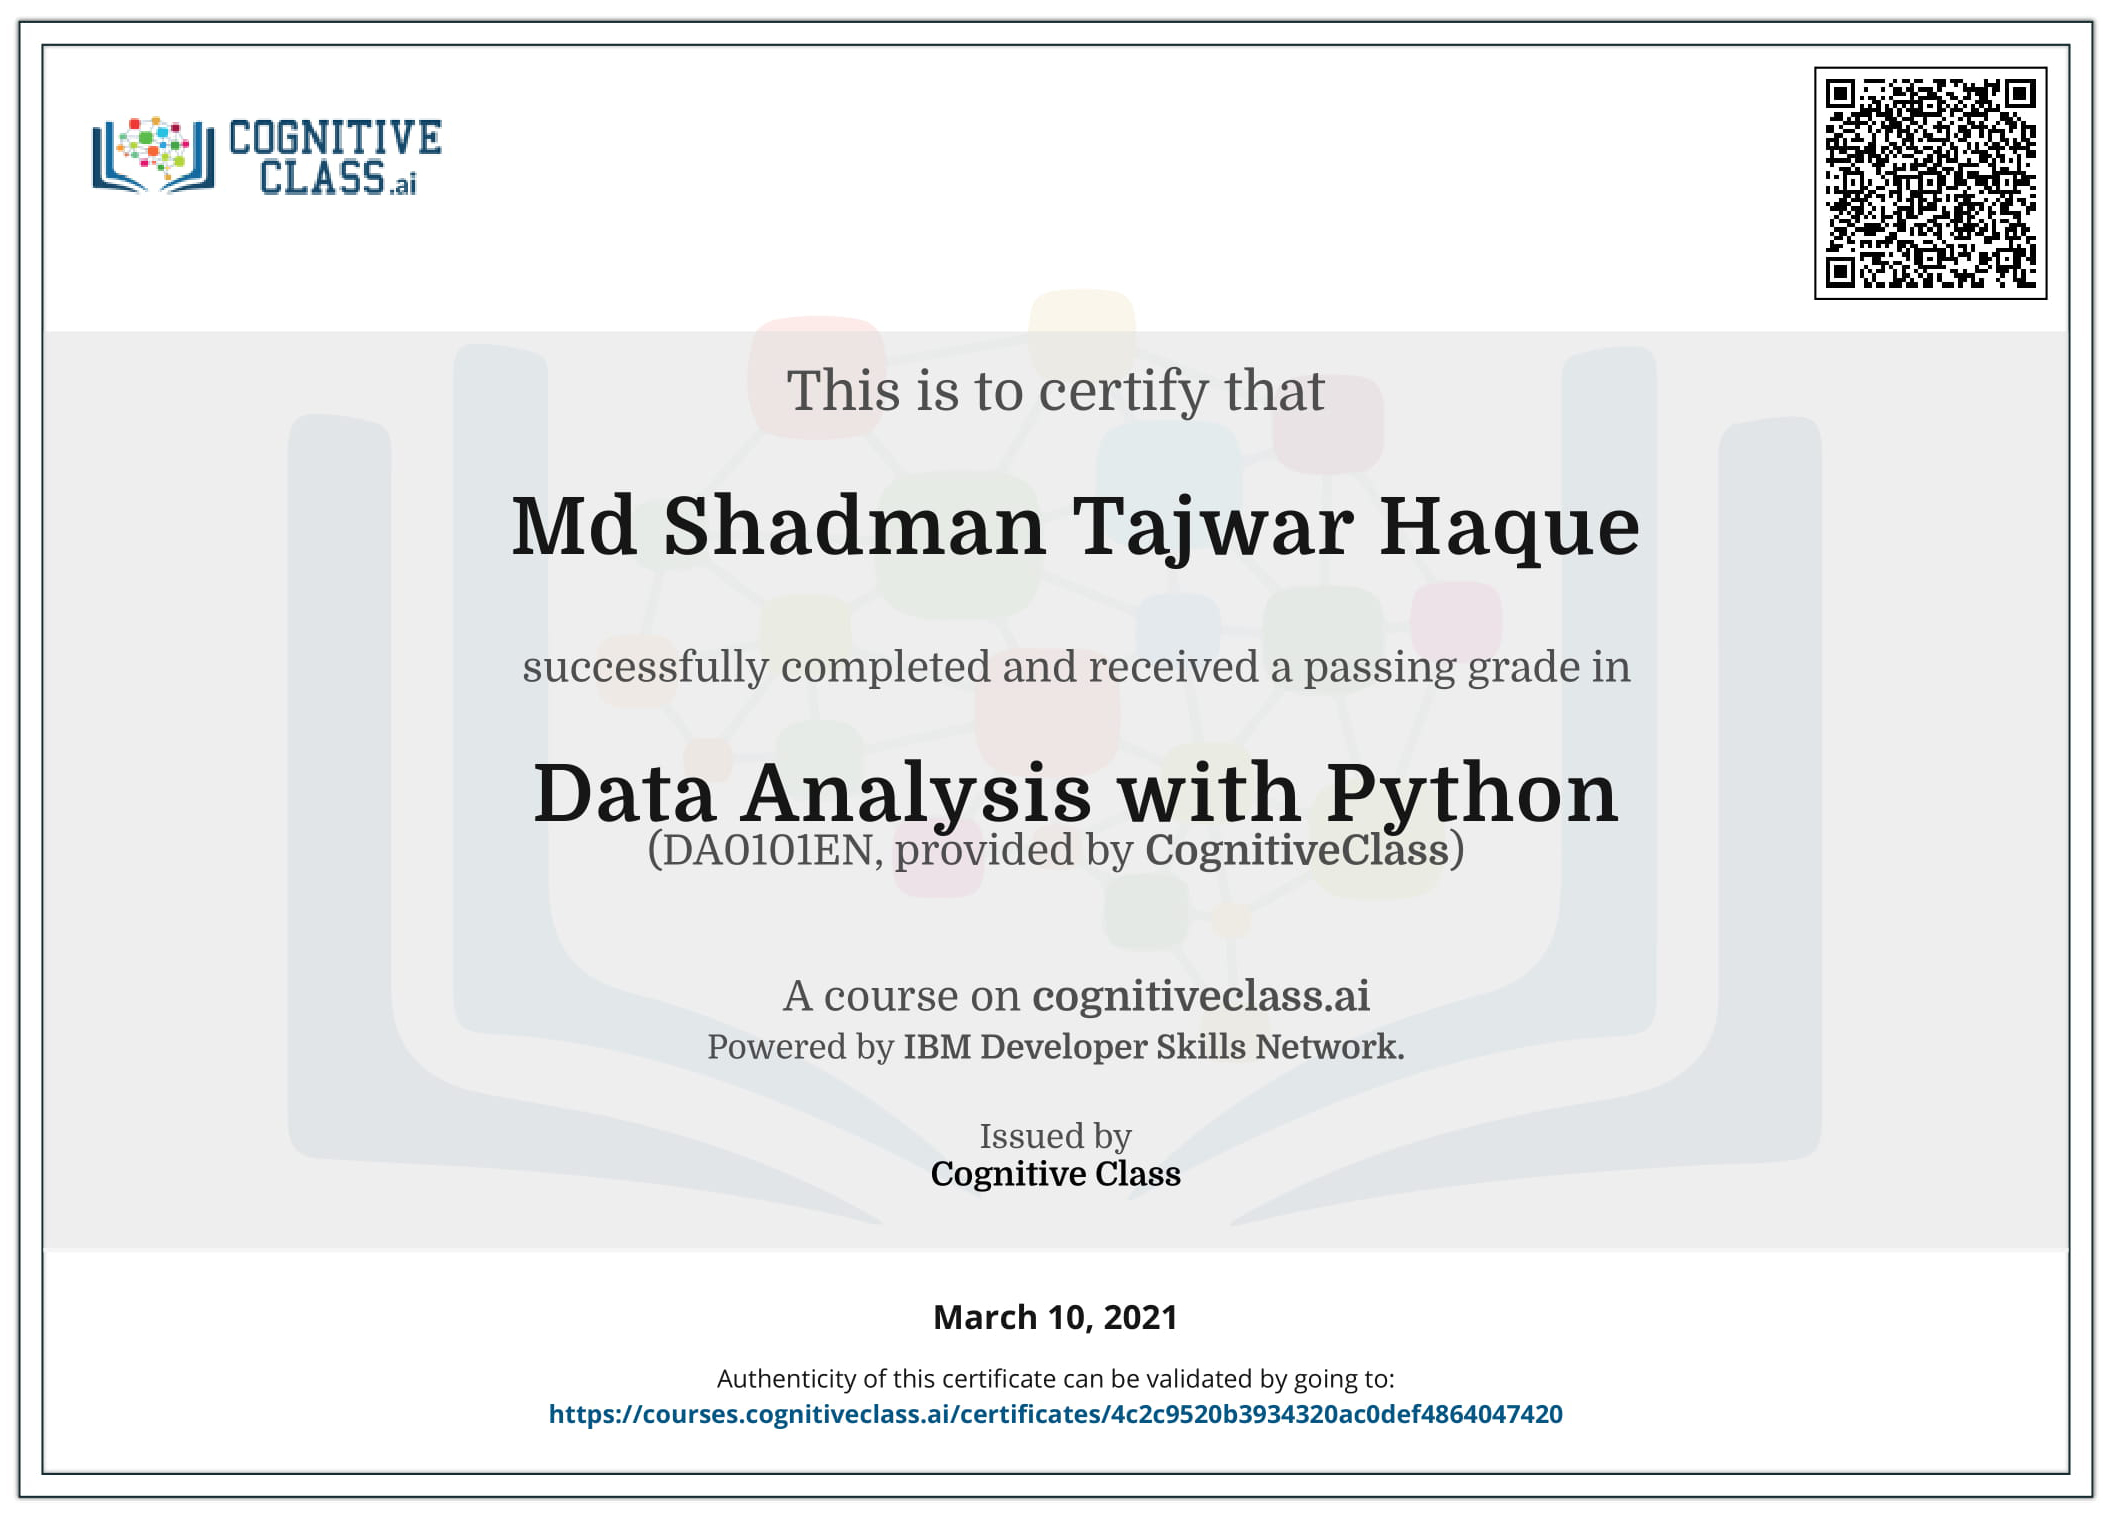 COGNITIVE
CLASS.ai
This is to certify that
Md Shadman Tajwar Haque
successfully completed and received a passing grade in
Data Analysis with Python
(DA0101EN, provided by CognitiveClass)
A course on cognitiveclass.ai
Powered by IBM Developer Skills Network.
Issued by
Cognitive Class
March 10, 2021
Authenticity of this certificate can be validated by going to:
https://courses.cognitiveclass.ai/certificates/4c2c9520b3934320ac0def4864047420